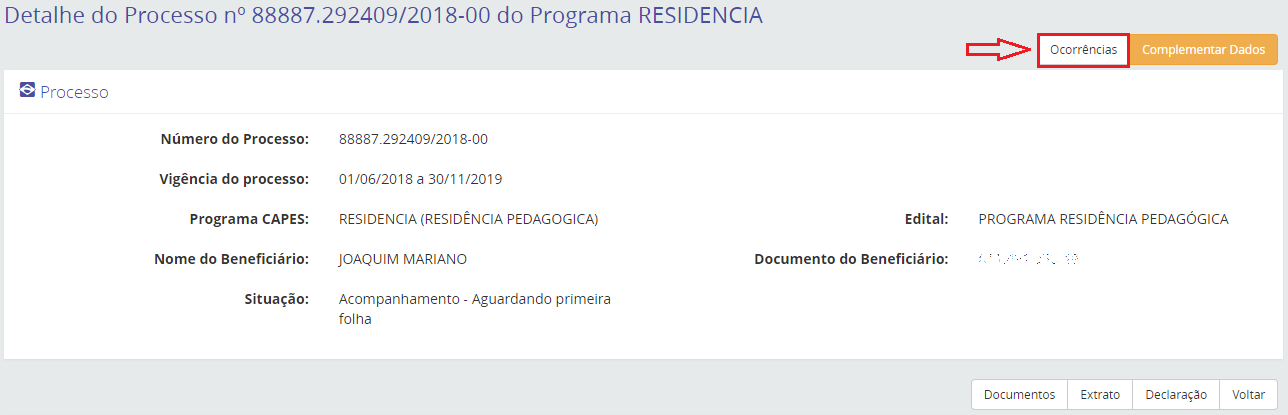 Detalhe do Processo nº 88887.292409/2018-00 do Programa RESIDENCIA
Ocorrências Complementar Dados
Processo
Número do Processo: 88887.292409/2018-00
Vigência do processo: 01/06/2018 a 30/11/2019
Programa CAPES: RESIDENCIA (RESIDÊNCIA PEDAGOGICA) Edital: PROGRAMA RESIDÊNCIA PEDAGÓGICA
Nome do Beneficiário: JOAQUIM MARIANO Documento do Beneficiário:
Situação: Acompanhamento - Aguardando primeira
folha
Documentos Extrato Declaração Voltar